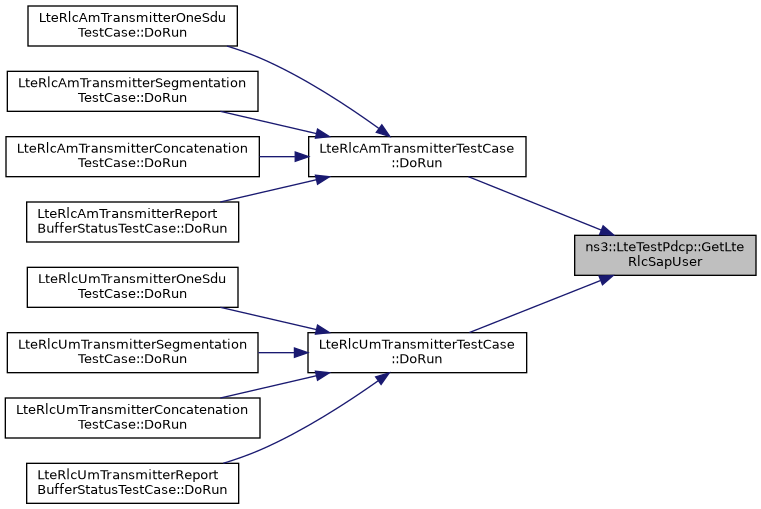 LteRlcAmTransmitterOneSdu
TestCase::DoRun
LteRlcAmTransmitterSegmentation
TestCase::DoRun
LteRlcAmTransmitterConcatenation
TestCase::DoRun
LteRlcAmTransmitterReport
BufferStatusTestCase::DoRun
LteRlcUmTransmitterOneSdu
TestCase::DoRun
LteRlcUmTransmitterSegmentation
TestCase::DoRun
LteRlcUmTransmitterConcatenation
TestCase::DoRun
LteRlcUmTransmitterReport
BufferStatusTestCase::DoRun
LteRlcAmTransmitterTestCase
::DoRun
LteRlcUmTransmitterTestCase
::DoRun
ns3::LteTestPdcp::GetLte
RlcSapUser